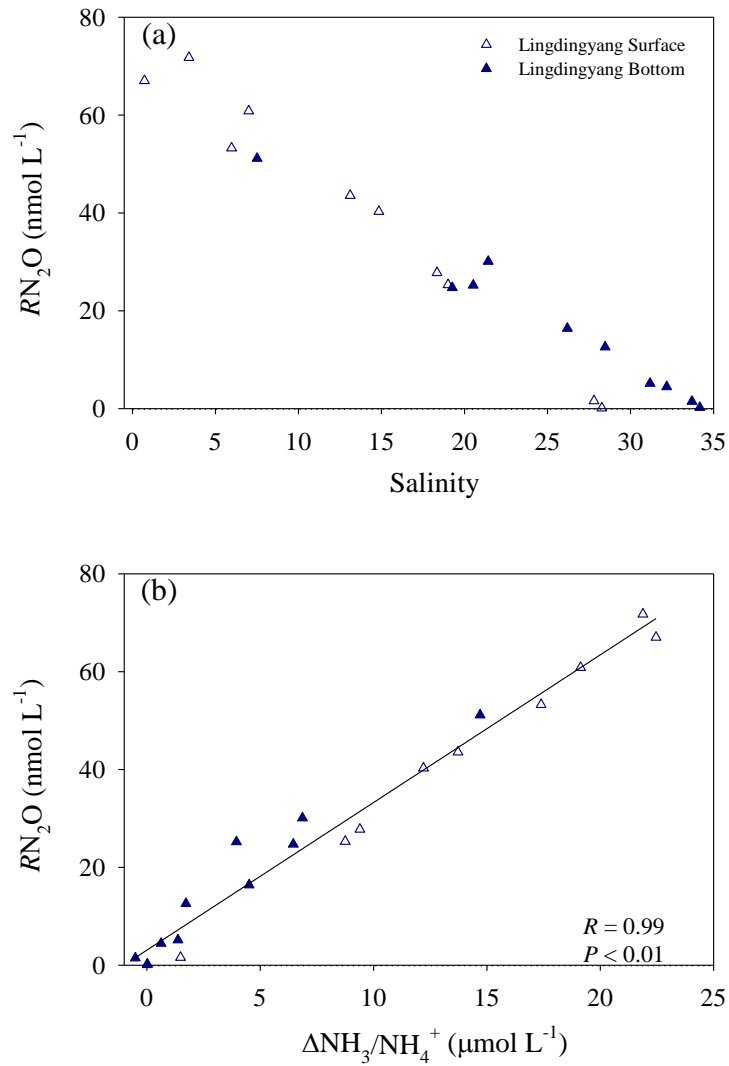 (a)
Lingdingyang Surface
Lingdingyang Bottom
80
60
40
20
0
RN₂O (nmol L⁻¹)
0 5 10 15 20 25 30 35
Salinity
(b)
80
60
40
20
0
RN₂O (nmol L⁻¹)
R = 0.99
P < 0.01
0 5 10 15 20 25
ΔNH₃/NH₄⁺ (μmol L⁻¹)